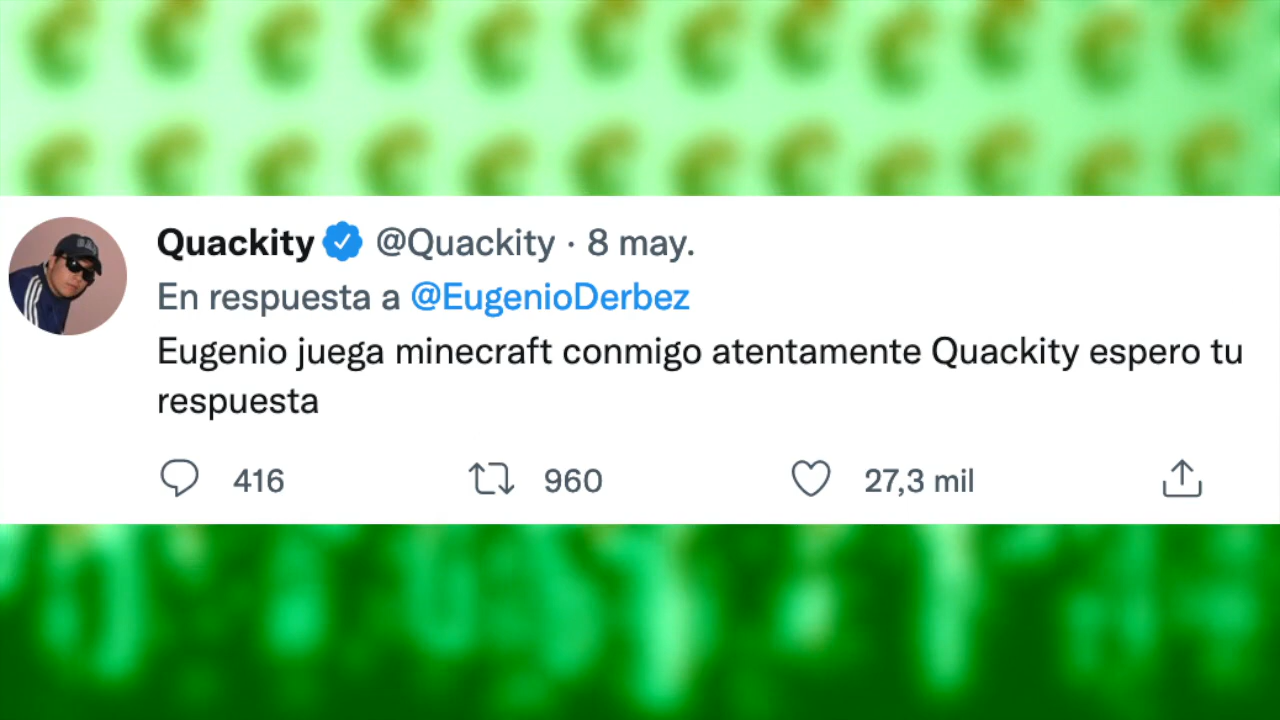 Quackity @Quackity · 8 may.
En respuesta a @EugenioDerbez
Eugenio juega minecraft conmigo atentamente Quackity espero tu
respuesta
416 960 27,3 mil